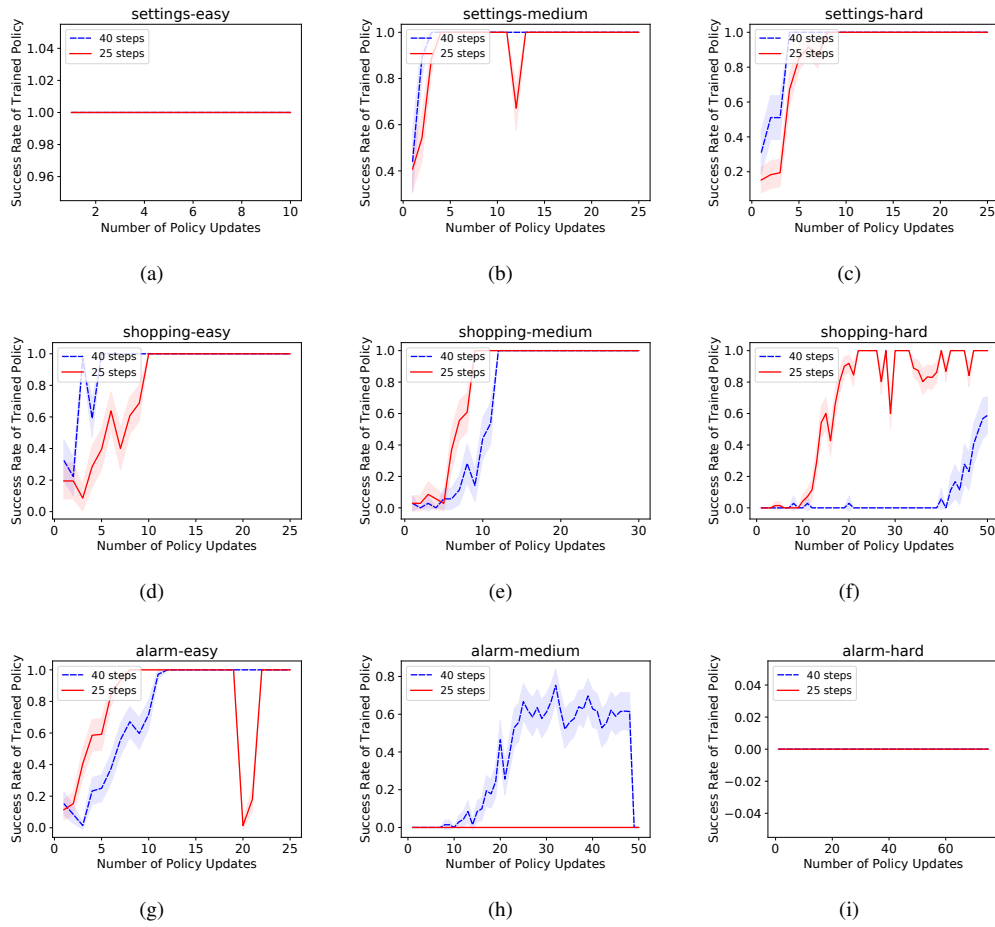 settings-easy
settings-medium
settings-hard
Success Rate of Trained Policy
1.04
1.02
1.00
0.98
0.96
40 steps
25 steps
2
4
6
8
10
Number of Policy Updates
(a)
Success Rate of Trained Policy
1.0
0.8
0.6
0.4
40 steps
25 steps
0
5
10
15
20
25
Number of Policy Updates
(b)
Success Rate of Trained Policy
1.0
0.8
0.6
0.4
0.2
40 steps
25 steps
0
5
10
15
20
25
Number of Policy Updates
(c)
shopping-easy
shopping-medium
shopping-hard
Success Rate of Trained Policy
1.0
0.8
0.6
0.4
0.2
0.0
40 steps
25 steps
0
5
10
15
20
25
Number of Policy Updates
(d)
Success Rate of Trained Policy
1.0
0.8
0.6
0.4
0.2
0.0
40 steps
25 steps
0
10
20
30
Number of Policy Updates
(e)
Success Rate of Trained Policy
1.0
0.8
0.6
0.4
0.2
0.0
40 steps
25 steps
0
10
20
30
40
50
Number of Policy Updates
(f)
alarm-easy
alarm-medium
alarm-hard
Success Rate of Trained Policy
1.0
0.8
0.6
0.4
0.2
0.0
40 steps
25 steps
0
5
10
15
20
25
Number of Policy Updates
(g)
Success Rate of Trained Policy
0.8
0.6
0.4
0.2
0.0
40 steps
25 steps
0
10
20
30
40
50
Number of Policy Updates
(h)
Success Rate of Trained Policy
0.04
0.02
0.00
−0.02
−0.04
40 steps
25 steps
0
20
40
60
Number of Policy Updates
(i)